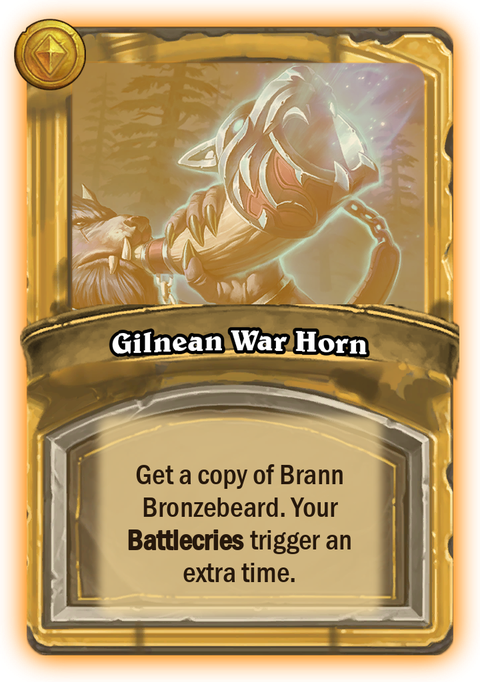 Gilnean War Horn
Get a copy of Brann
Bronzebeard. Your
Battlecries trigger an
extra time.